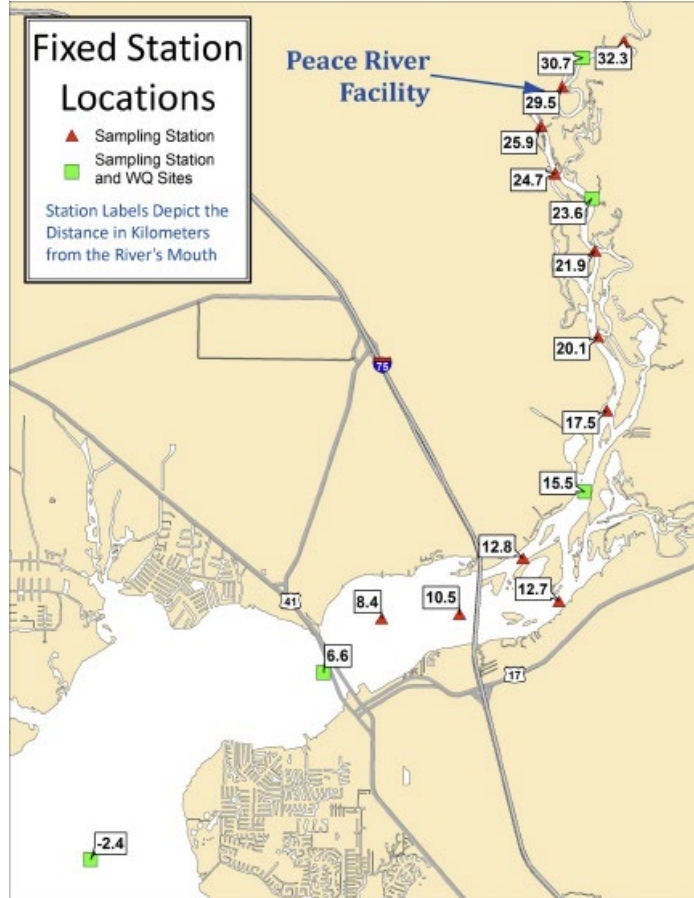 Fixed Station
Locations
Sampling Station
Sampling Station
and WQ Sites
Station Labels Depict the
Distance in Kilometers
from the River's Mouth
Peace River
Facility
30.7
32.3
29.5
25.9
24.7
23.6
21.9
20.1
75
17.5
15.5
12.8
12.7
41
8.4
10.5
6.6
17
-2.4